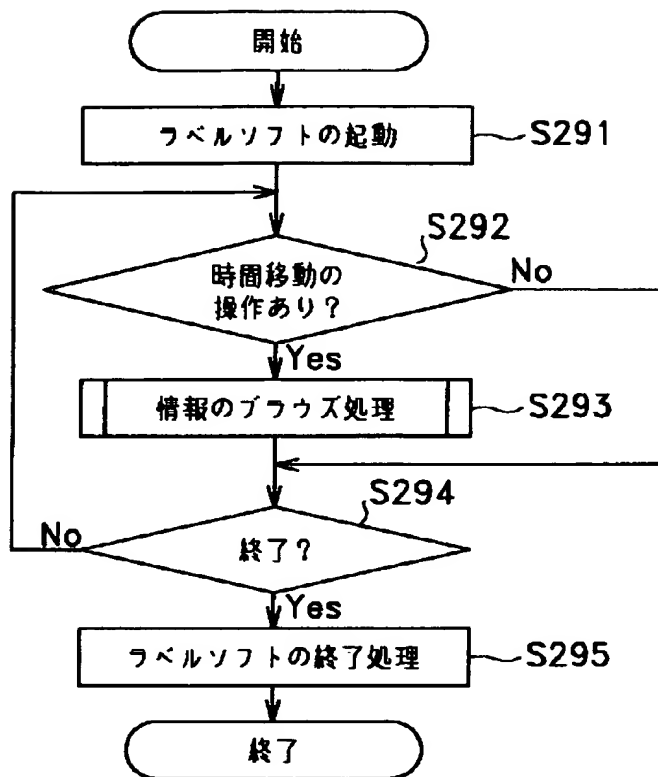 開始
ラベルソフトの起動
S291
S292
時間移動の
操作あり？
No
Yes
情報のブラウズ処理
S293
S294
No
終了？
Yes
ラベルソフトの終了処理
S295
終了